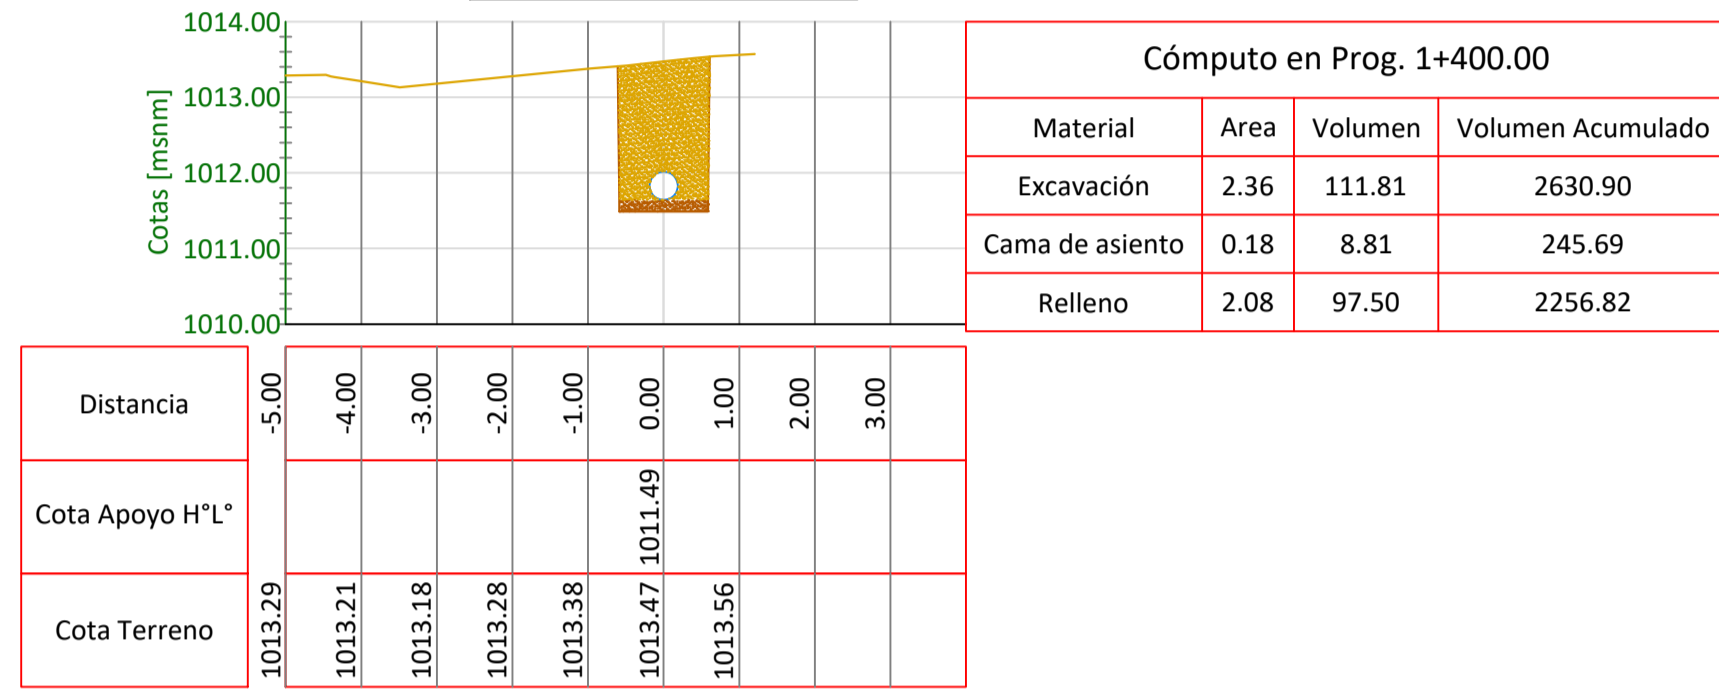 1014.00
1013.00
1012.00
1011.00
1010.00
Cotas [msnm]
Cómputo en Prog. 1+400.00
Material Area Volumen Volumen Acumulado
Excavación 2.36 111.81 2630.90
Cama de asiento 0.18 8.81 245.69
Relleno 2.08 97.50 2256.82
Distancia -5.00 -4.00 -3.00 -2.00 -1.00 0.00 1.00 2.00 3.00
Cota Apoyo H°L° 1011.49
Cota Terreno 1013.29 1013.21 1013.18 1013.28 1013.38 1013.47 1013.56